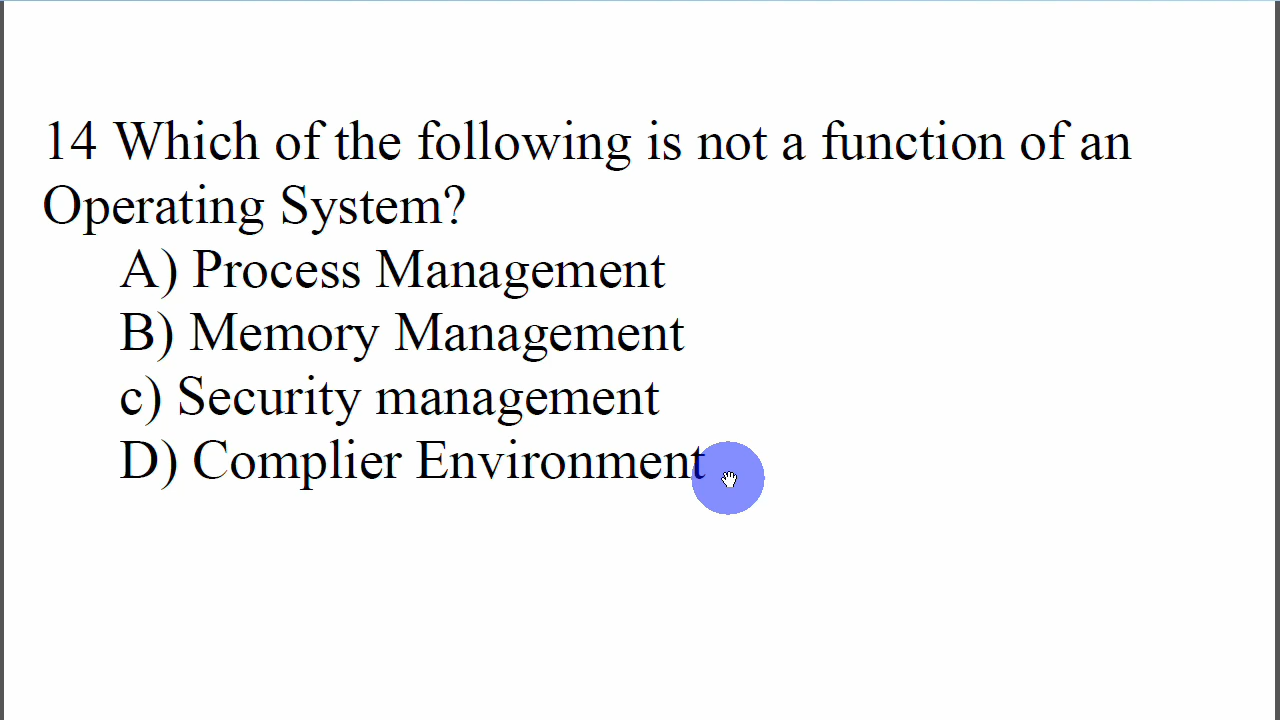 14 Which of the following is not a function of an
Operating System?
A) Process Management
B) Memory Management
c) Security management
D) Complier Environment